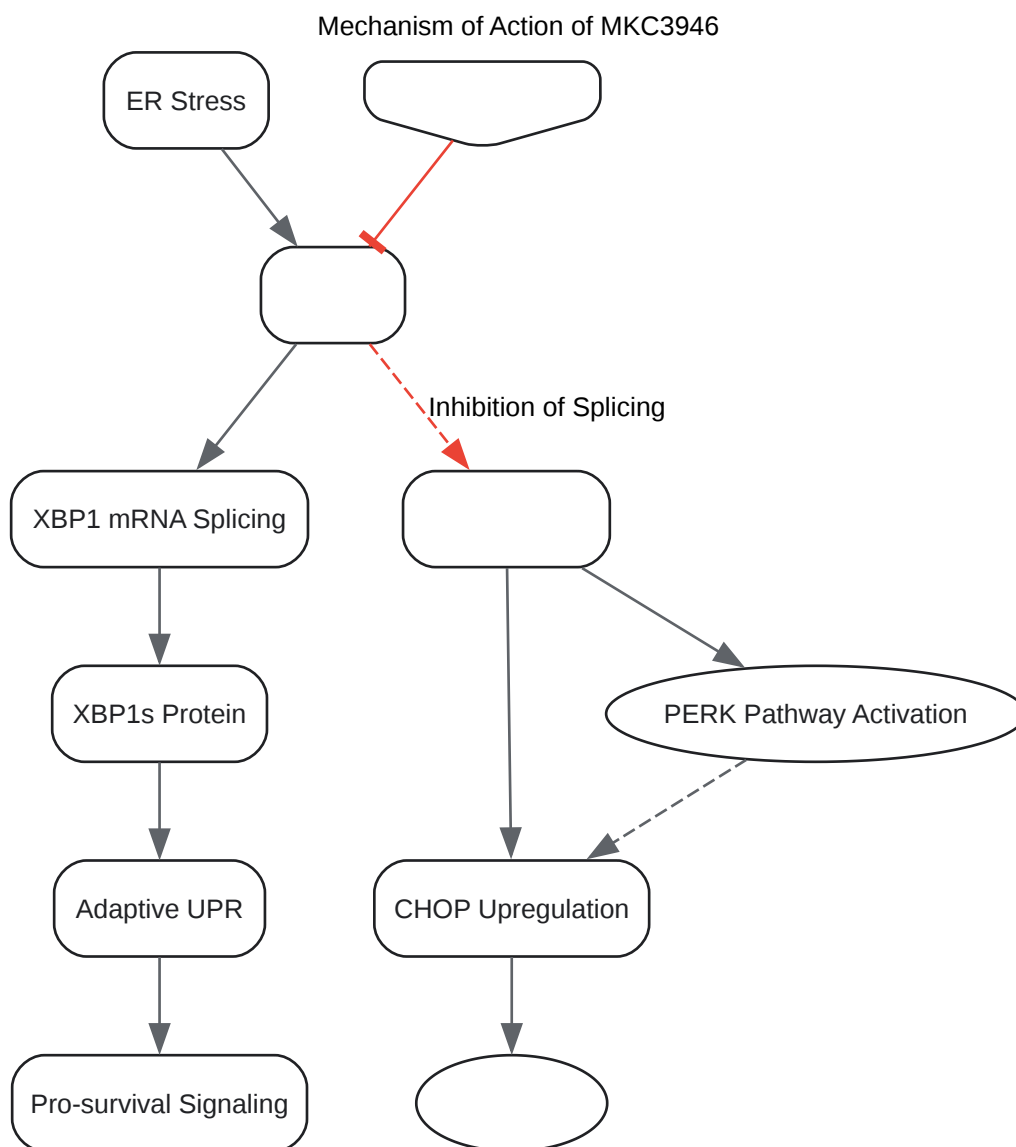 Mechanism of Action of MKC3946
ER Stress
Inhibition of Splicing
XBP1 mRNA Splicing
XBP1s Protein
PERK Pathway Activation
Adaptive UPR
CHOP Upregulation
Pro-survival Signaling